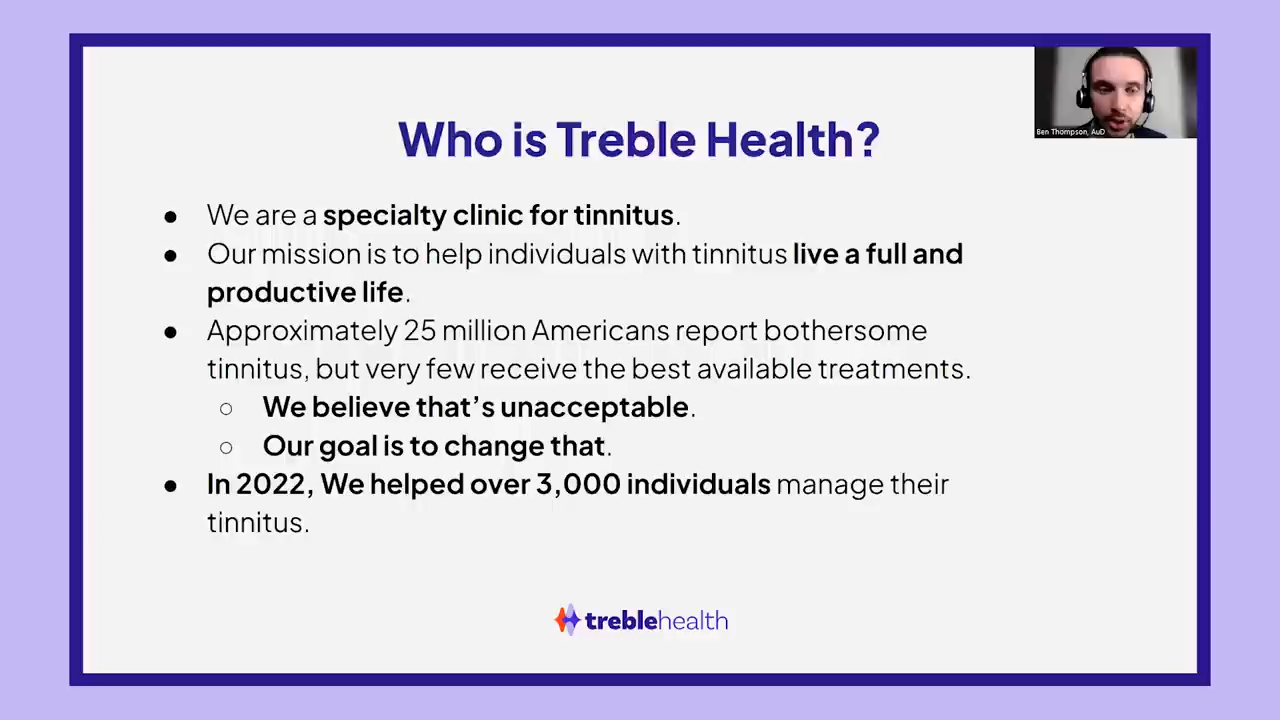 Ben Thompson, AuD
Who is Treble Health?
● We are a specialty clinic for tinnitus.
● Our mission is to help individuals with tinnitus live a full and
productive life.
● Approximately 25 million Americans report bothersome
tinnitus, but very few receive the best available treatments.
○ We believe that's unacceptable.
○ Our goal is to change that.
● In 2022, We helped over 3,000 individuals manage their
tinnitus.
treblehealth